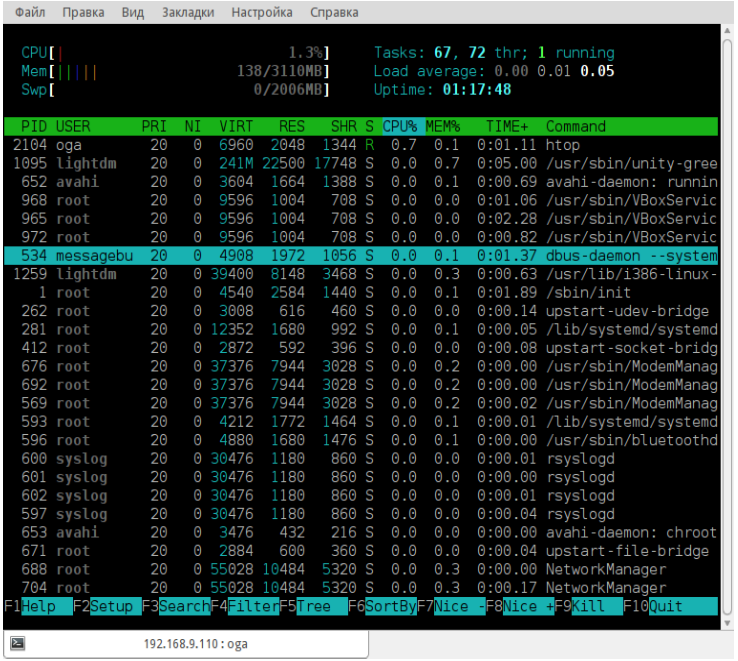 Файл Правка Вид Закладки Настройка Справка
CPU[| 1.3%] Tasks: 67, 72 thr; 1 running
Mem[|||||| 138/3110MB] Load average: 0.00 0.01 0.05
Swp[ 0/2006MB] Uptime: 01:17:48
PID USER PRI NI VIRT RES SHR S CPU% MEM% TIME+ Command
2104 oga 20 0 6960 2048 1344 R 0.7 0.1 0:01.11 htop
1095 lightdm 20 0 241M 22500 17748 S 0.0 0.7 0:05.00 /usr/sbin/unity-gree
652 avahi 20 0 3604 1664 1388 S 0.0 0.1 0:00.69 avahi-daemon: runnin
968 root 20 0 9596 1004 708 S 0.0 0.0 0:01.06 /usr/sbin/VBoxServic
965 root 20 0 9596 1004 708 S 0.0 0.0 0:02.28 /usr/sbin/VBoxServic
972 root 20 0 9596 1004 708 S 0.0 0.0 0:00.82 /usr/sbin/VBoxServic
534 messagebu 20 0 4908 1972 1056 S 0.0 0.1 0:01.37 dbus-daemon --system
1259 lightdm 20 0 39400 8148 3468 S 0.0 0.3 0:00.63 /usr/lib/i386-linux-
1 root 20 0 4540 2584 1440 S 0.0 0.1 0:01.89 /sbin/init
262 root 20 0 3008 616 460 S 0.0 0.0 0:00.14 upstart-udev-bridge
281 root 20 0 12352 1680 992 S 0.0 0.1 0:00.05 /lib/systemd/systemd
412 root 20 0 2872 592 396 S 0.0 0.0 0:00.08 upstart-socket-bridg
676 root 20 0 37376 7944 3028 S 0.0 0.2 0:00.00 /usr/sbin/ModemManag
692 root 20 0 37376 7944 3028 S 0.0 0.2 0:00.00 /usr/sbin/ModemManag
569 root 20 0 37376 7944 3028 S 0.0 0.2 0:00.02 /usr/sbin/ModemManag
593 root 20 0 4212 1772 1464 S 0.0 0.1 0:00.01 /lib/systemd/systemd
596 root 20 0 4880 1680 1476 S 0.0 0.1 0:00.00 /usr/sbin/bluetoothd
600 syslog 20 0 30476 1180 860 S 0.0 0.0 0:00.01 rsyslogd
601 syslog 20 0 30476 1180 860 S 0.0 0.0 0:00.00 rsyslogd
602 syslog 20 0 30476 1180 860 S 0.0 0.0 0:00.01 rsyslogd
597 syslog 20 0 30476 1180 860 S 0.0 0.0 0:00.04 rsyslogd
653 avahi 20 0 3476 432 216 S 0.0 0.0 0:00.00 avahi-daemon: chroot
671 root 20 0 2884 600 360 S 0.0 0.0 0:00.04 upstart-file-bridge
688 root 20 0 55028 10484 5320 S 0.0 0.3 0:00.00 NetworkManager
704 root 20 0 55028 10484 5320 S 0.0 0.3 0:00.17 NetworkManager
F1Help F2Setup F3SearchF4FilterF5Tree F6SortByF7Nice -F8Nice +F9Kill F10Quit
192.168.9.110 : oga